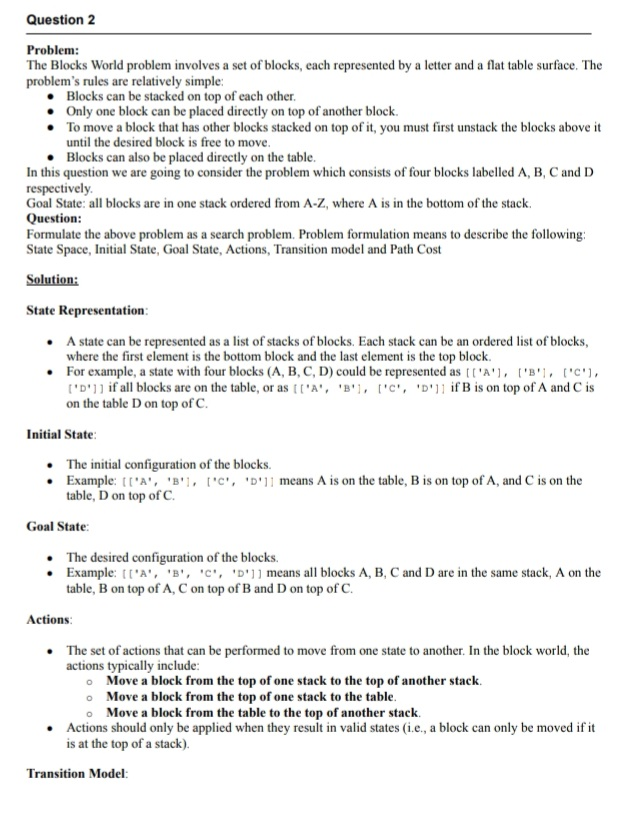 Question 2
Problem:
The Blocks World problem involves a set of blocks, each represented by a letter and a flat table surface. The
problem's rules are relatively simple:
• Blocks can be stacked on top of each other.
• Only one block can be placed directly on top of another block.
• To move a block that has other blocks stacked on top of it, you must first unstack the blocks above it
until the desired block is free to move.
• Blocks can also be placed directly on the table.
In this question we are going to consider the problem which consists of four blocks labelled A, B, C and D
respectively.
Goal State: all blocks are in one stack ordered from A-Z, where A is in the bottom of the stack.
Question:
Formulate the above problem as a search problem. Problem formulation means to describe the following:
State Space, Initial State, Goal State, Actions, Transition model and Path Cost
Solution:
State Representation:
• A state can be represented as a list of stacks of blocks. Each stack can be an ordered list of blocks,
where the first element is the bottom block and the last element is the top block.
• For example, a state with four blocks (A, B, C, D) could be represented as [['A'], ['B'], ['C'],
['D']] if all blocks are on the table, or as [['A', 'B'], ['C', 'D']] if B is on top of A and C is
on the table D on top of C.
Initial State:
• The initial configuration of the blocks.
• Example: [['A', 'B'], ['C', 'D']] means A is on the table, B is on top of A, and C is on the
table, D on top of C.
Goal State:
• The desired configuration of the blocks.
• Example: [['A', 'B', 'C', 'D']] means all blocks A, B, C and D are in the same stack, A on the
table, B on top of A, C on top of B and D on top of C.
Actions:
• The set of actions that can be performed to move from one state to another. In the block world, the
actions typically include:
o Move a block from the top of one stack to the top of another stack.
o Move a block from the top of one stack to the table.
o Move a block from the table to the top of another stack.
• Actions should only be applied when they result in valid states (i.e., a block can only be moved if it
is at the top of a stack).
Transition Model: